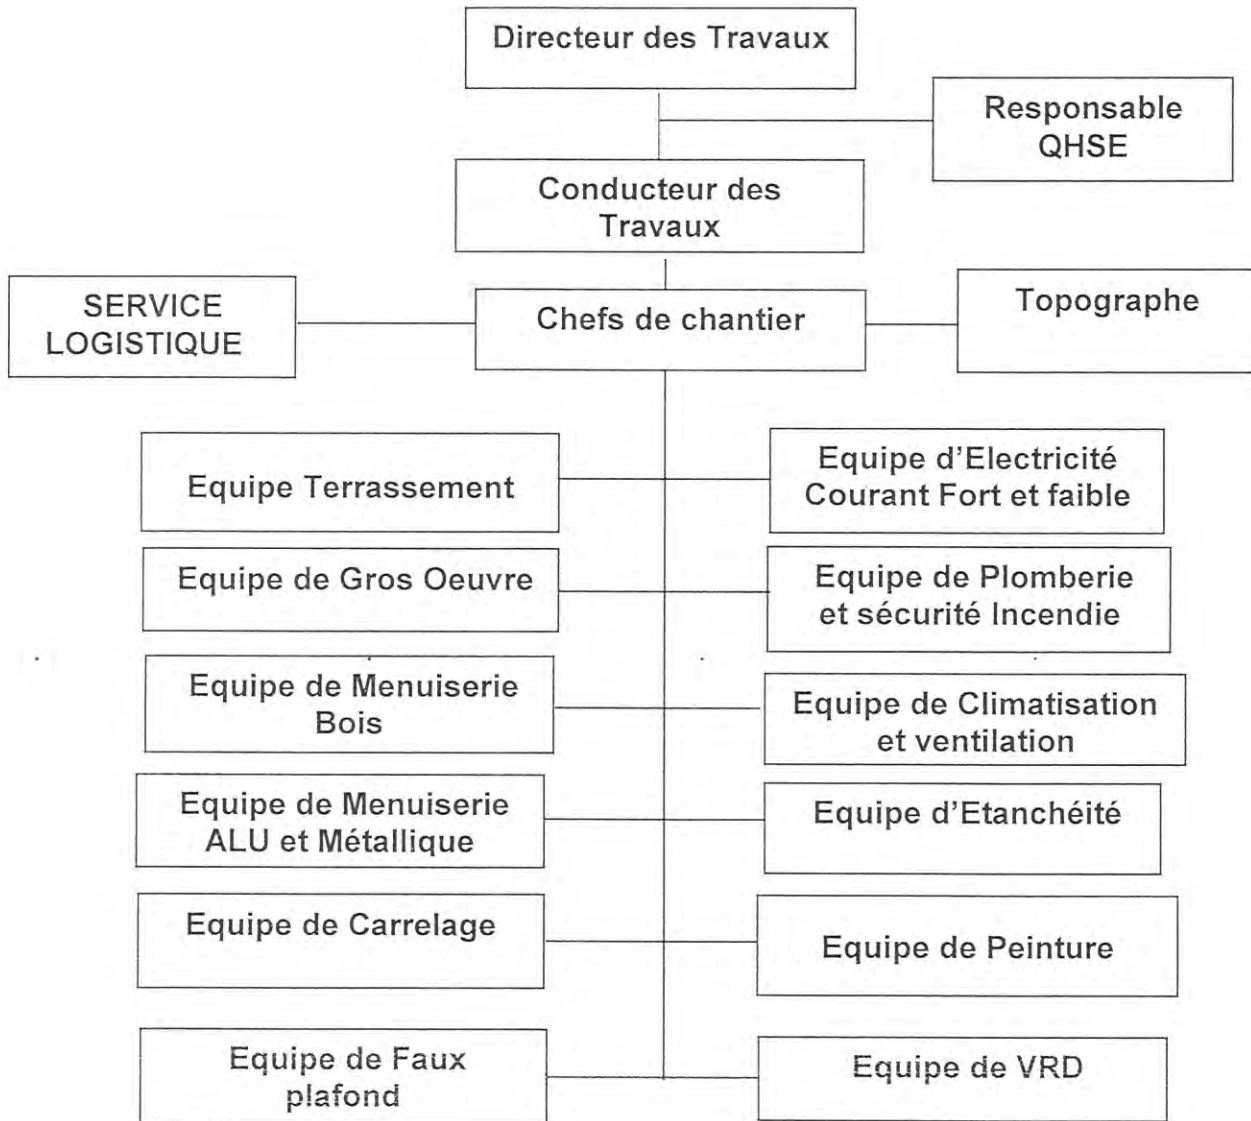 Directeur des Travaux
Responsable
QHSE
Conducteur des
Travaux
SERVICE
LOGISTIQUE
Chefs de chantier
Topographe
Equipe Terrassement
Equipe d'Electricité
Courant Fort et faible
Equipe de Gros Oeuvre
Equipe de Plomberie
et sécurité Incendie
Equipe de Menuiserie
Bois
Equipe de Climatisation
et ventilation
Equipe de Menuiserie
ALU et Métallique
Equipe d'Etanchéité
Equipe de Carrelage
Equipe de Peinture
Equipe de Faux
plafond
Equipe de VRD